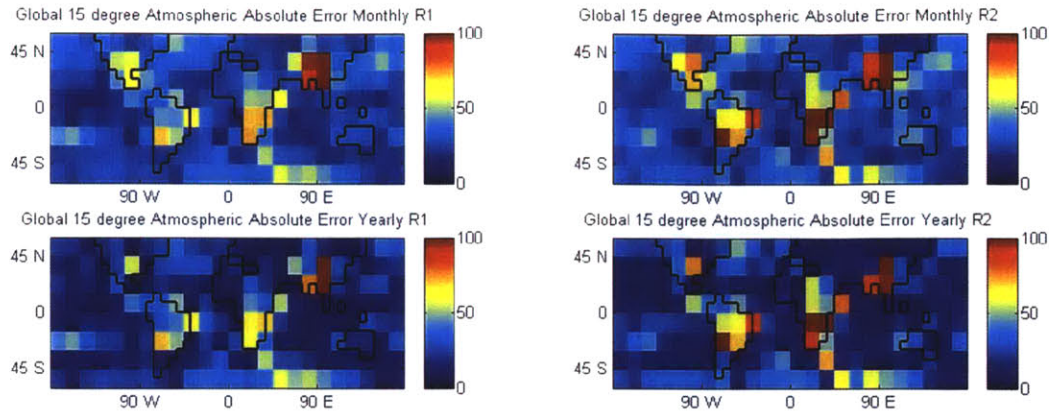 Global 15 degree Atmospheric Absolute Error Monthly R1
45 N
0
45 S
90 W 0 90 E
100
50
0
Global 15 degree Atmospheric Absolute Error Monthly R2
45 N
0
45 S
90 W 0 90 E
100
50
0
Global 15 degree Atmospheric Absolute Error Yearly R1
45 N
0
45 S
90 W 0 90 E
100
50
0
Global 15 degree Atmospheric Absolute Error Yearly R2
45 N
0
45 S
90 W 0 90 E
100
50
0